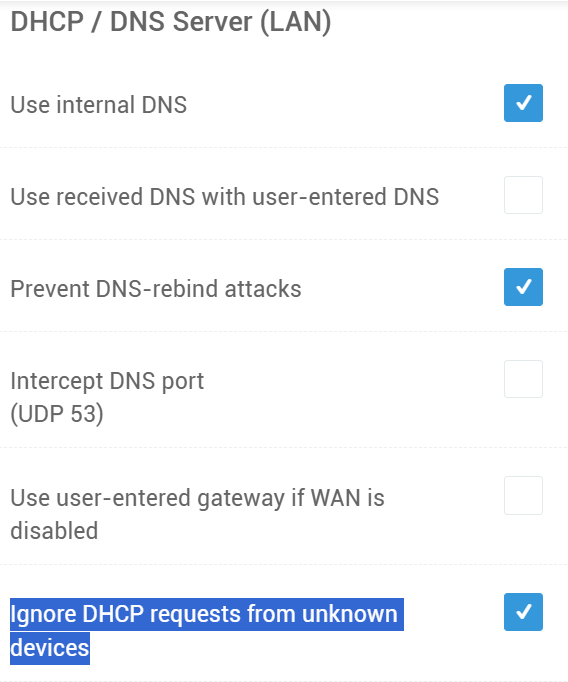 DHCP / DNS Server (LAN)
Use internal DNS
Use received DNS with user-entered DNS
Prevent DNS-rebind attacks
Intercept DNS port
(UDP 53)
Use user-entered gateway if WAN is
disabled
Ignore DHCP requests from unknown
devices